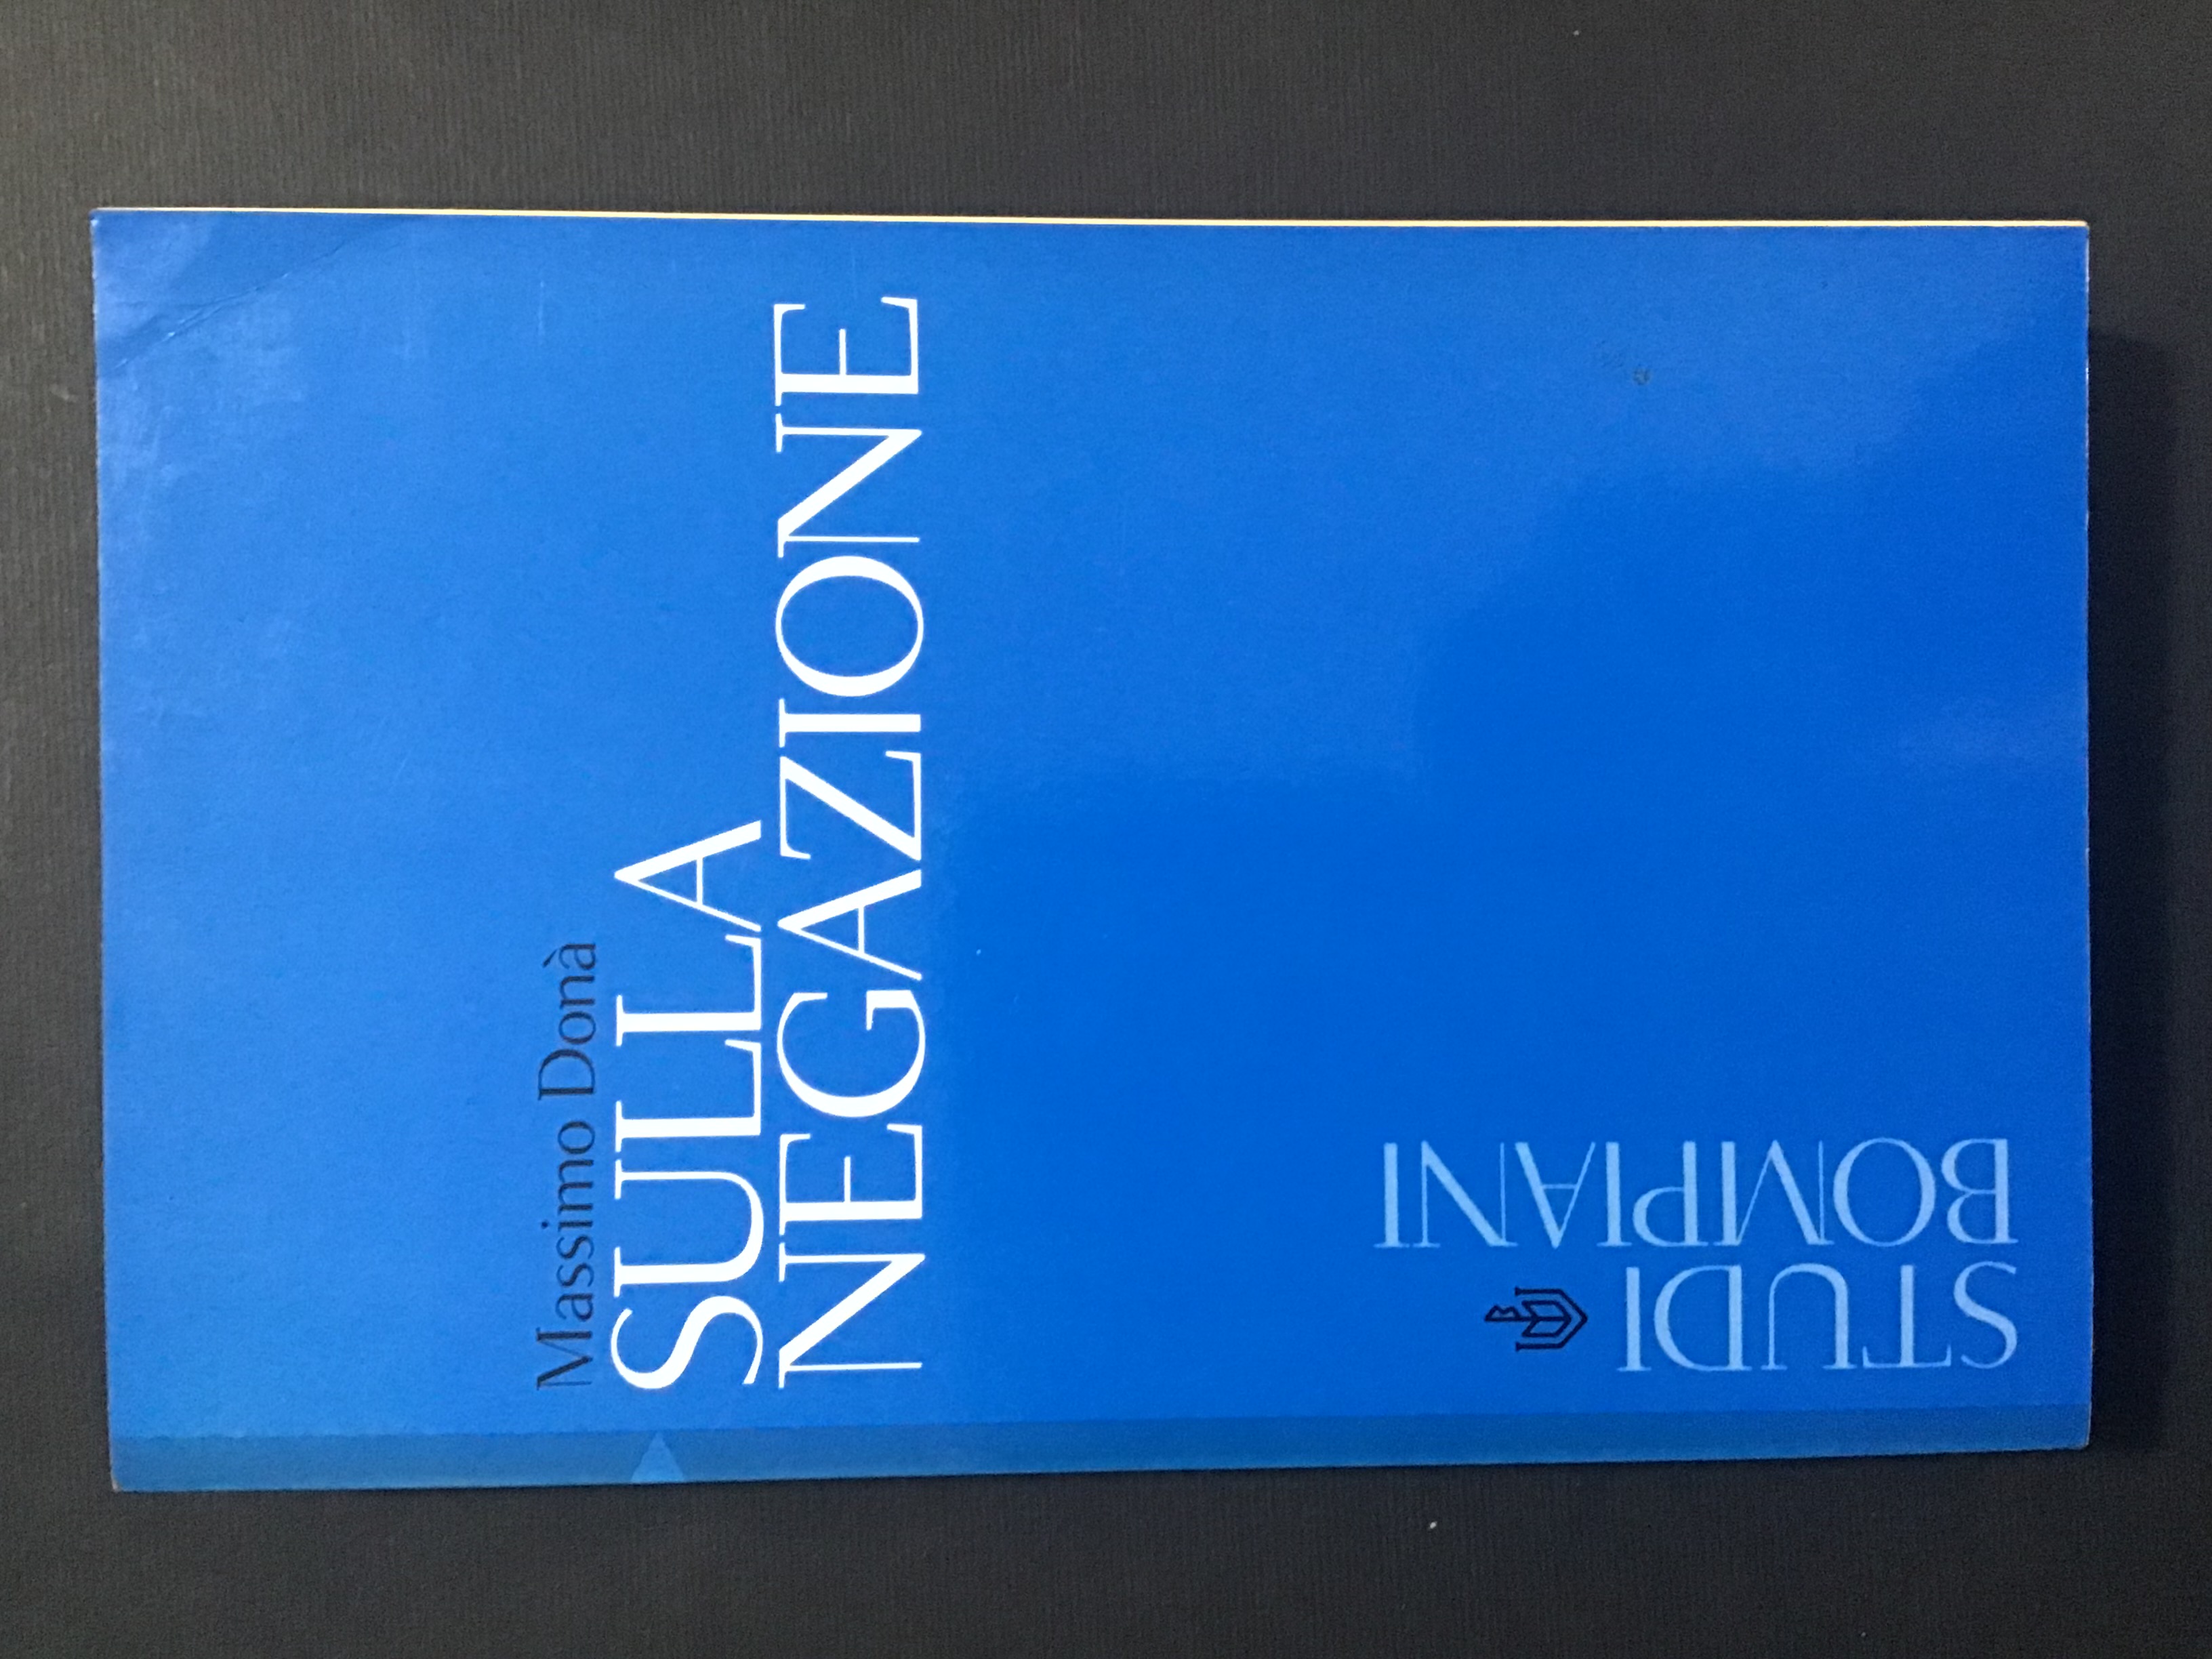 Massimo Donà
SULLA
NEGAZIONE
STUDI
BOMPIANI